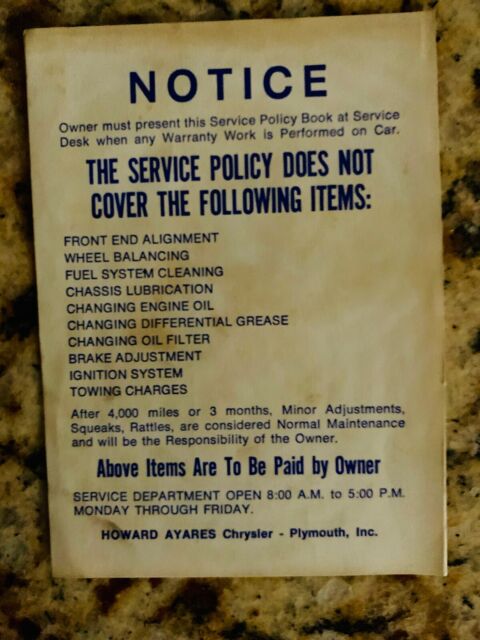 NOTICE
Owner must present this Service Policy Book at Service
Desk when any Warranty Work is Performed on Car.
THE SERVICE POLICY DOES NOT
COVER THE FOLLOWING ITEMS:
FRONT END ALIGNMENT
WHEEL BALANCING
FUEL SYSTEM CLEANING
CHASSIS LUBRICATION
CHANGING ENGINE OIL
CHANGING DIFFERENTIAL GREASE
CHANGING OIL FILTER
BRAKE ADJUSTMENT
IGNITION SYSTEM
TOWING CHARGES
After 4,000 miles or 3 months, Minor Adjustments,
Squeaks, Rattles, are considered Normal Maintenance
and will be the Responsibility of the Owner.
Above Items Are To Be Paid by Owner
SERVICE DEPARTMENT OPEN 8:00 A.M. to 5:00 P.M.
MONDAY THROUGH FRIDAY.
HOWARD AYARES Chrysler - Plymouth, Inc.